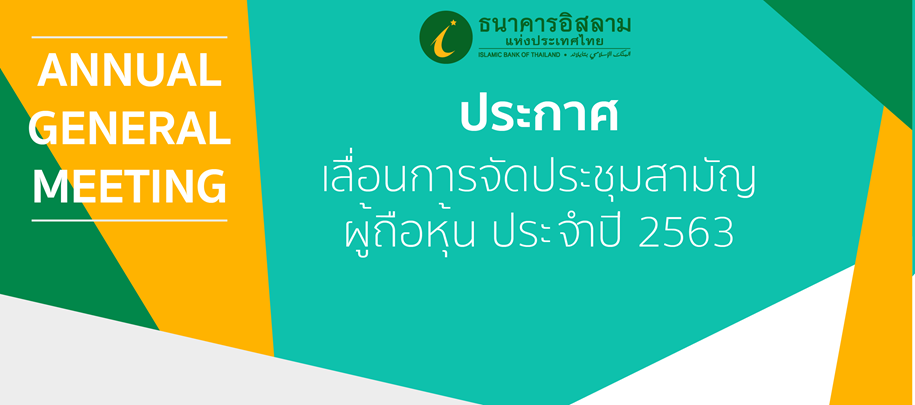 ANNUAL
GENERAL
MEETING
ธนาคารอิสลาม
แห่งประเทศไทย
ISLAMIC BANK OF THAILAND • البنك الإسلامي بتايلاند
ประกาศ
เลื่อนการจัดประชุมสามัญ
ผู้ถือหุ้น ประจำปี 2563